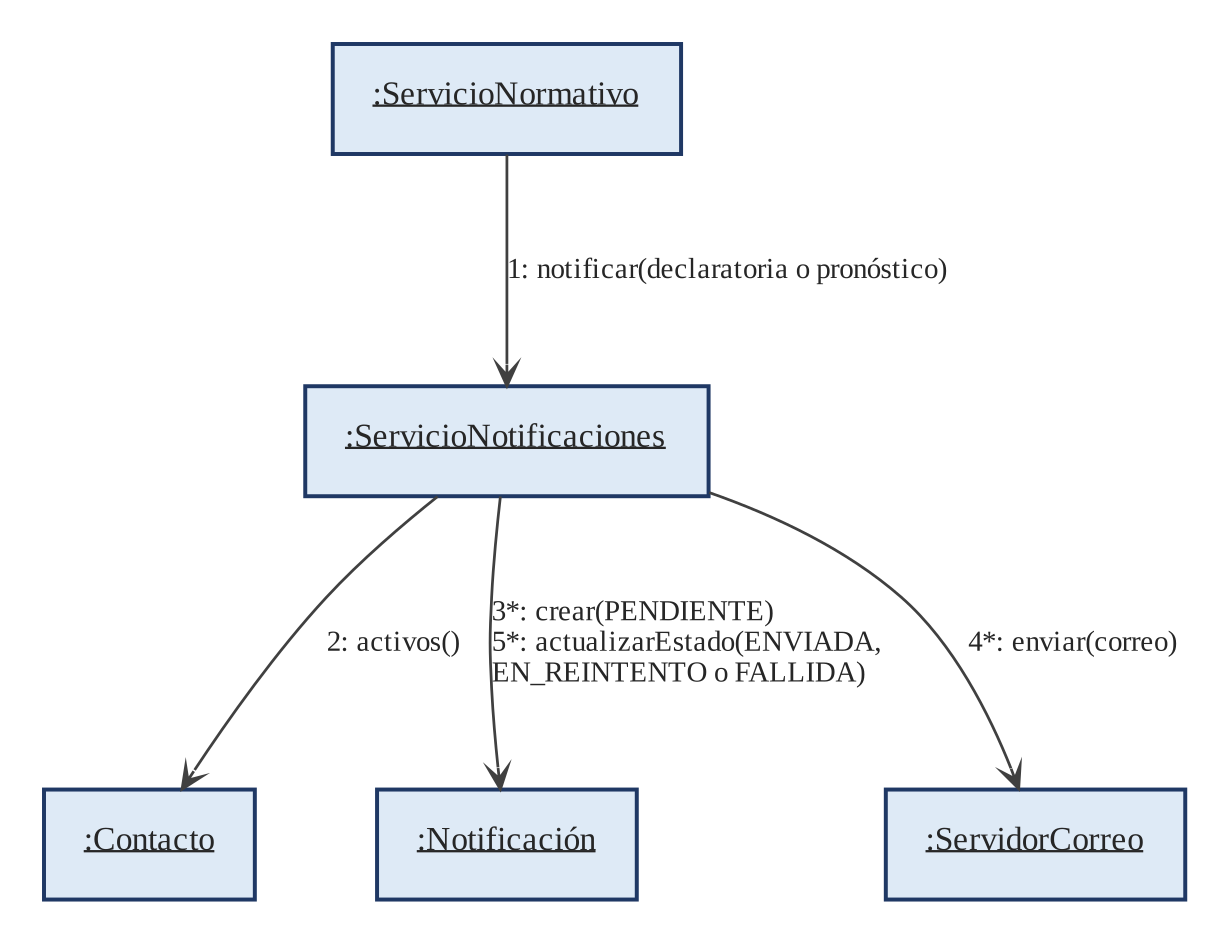 :ServicioNormativo
1: notificar(declaratoria o pronóstico)
:ServicioNotificaciones
2: activos()
3*: crear(PENDIENTE)
5*: actualizarEstado(ENVIADA,
EN_REINTENTO o FALLIDA)
4*: enviar(correo)
:Contacto
:Notificación
:ServidorCorreo